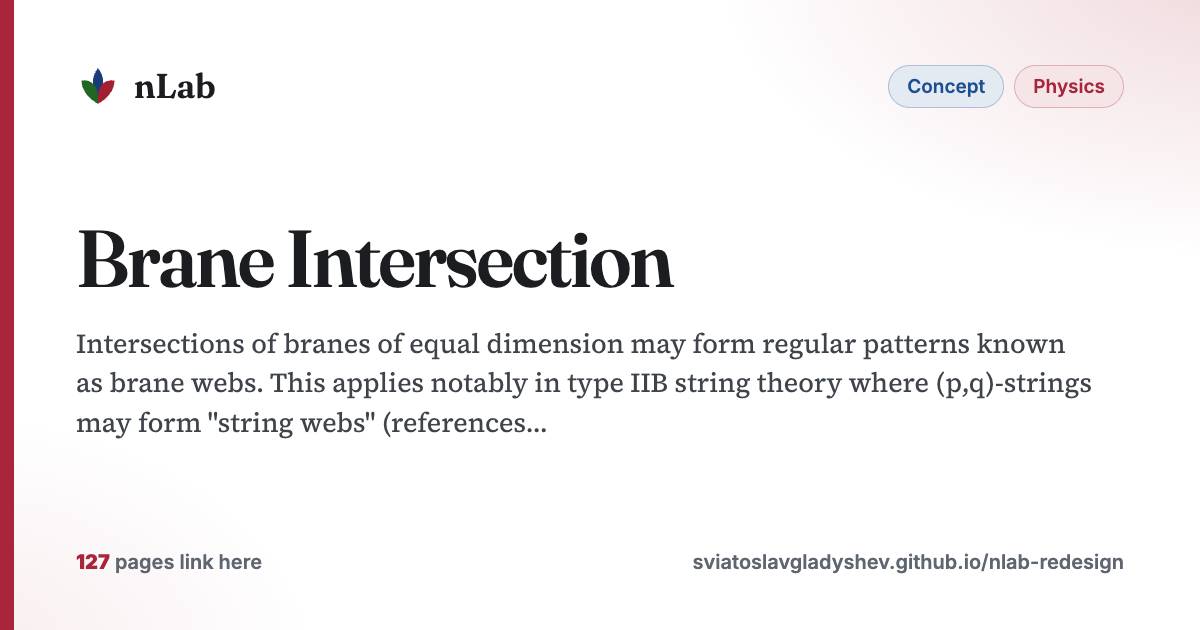 nLab
Concept
Physics
Brane Intersection
Intersections of branes of equal dimension may form regular patterns known
as brane webs. This applies notably in type IIB string theory where (p,q)-strings
may form "string webs" (references...
127 pages link here
sviatoslavgladyshev.github.io/nlab-redesign